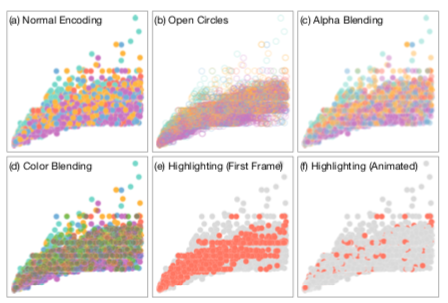 (a) Normal Encoding
(b) Open Circles
(c) Alpha Blending
(d) Color Blending
(e) Highlighting (First Frame)
(f) Highlighting (Animated)